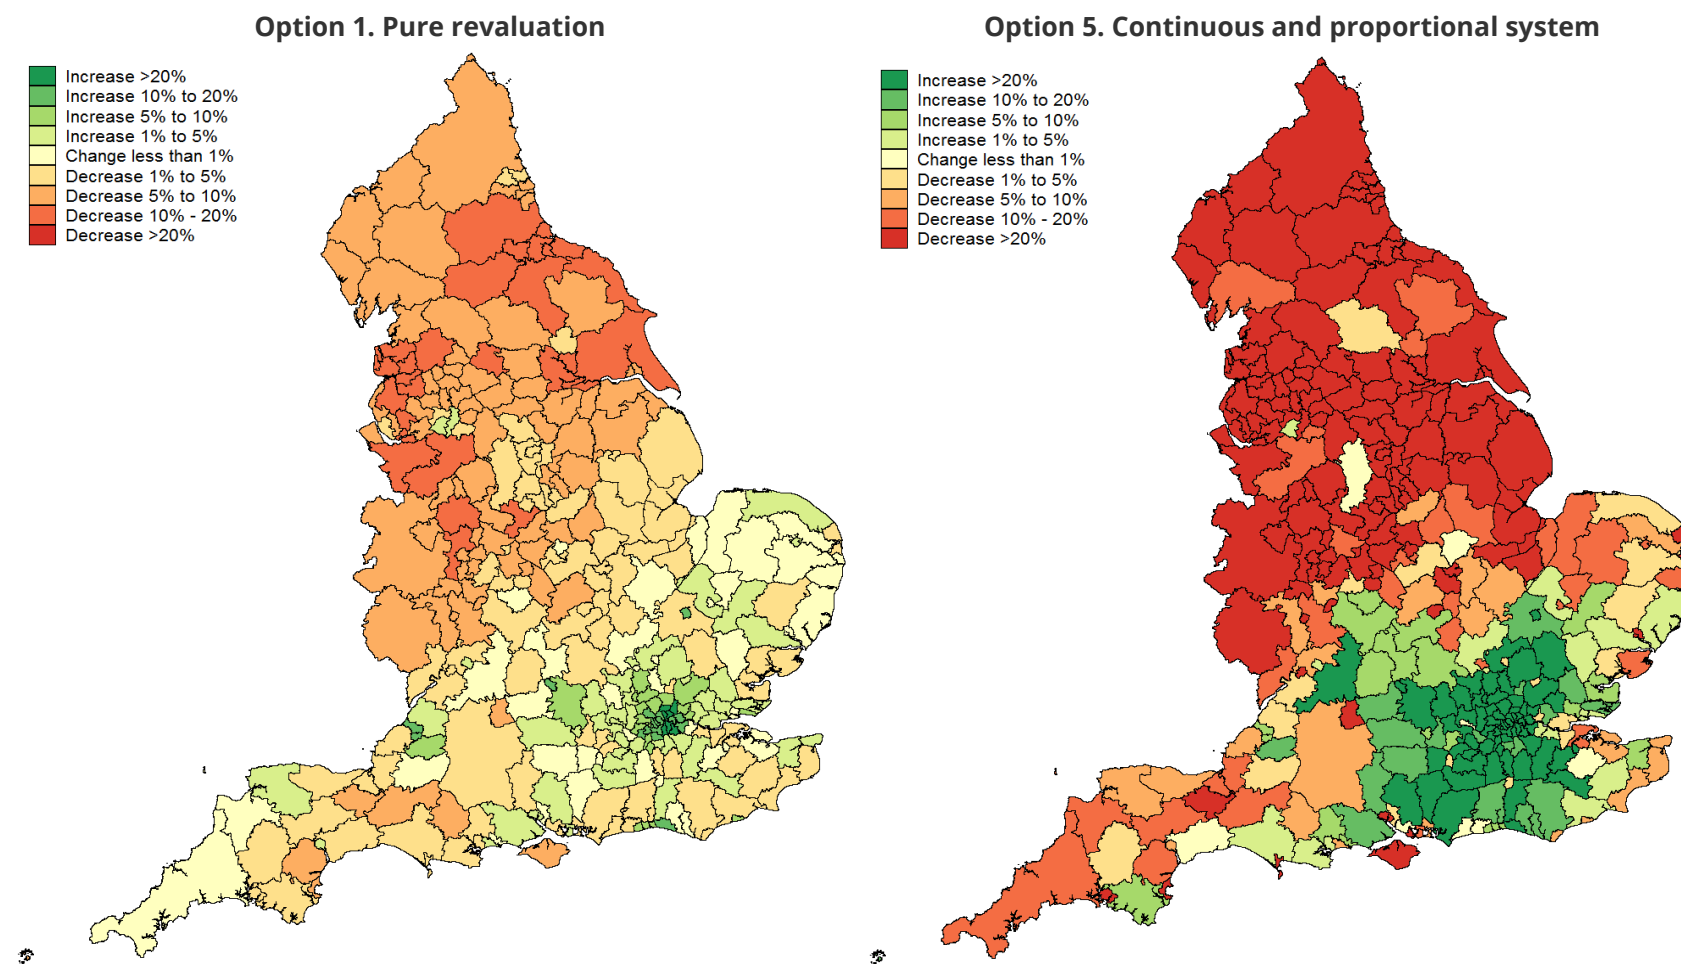 Option 1. Pure revaluation
Increase >20%
Increase 10% to 20%
Increase 5% to 10%
Increase 1% to 5%
Change less than 1%
Decrease 1% to 5%
Decrease 5% to 10%
Decrease 10% - 20%
Decrease >20%
Option 5. Continuous and proportional system
Increase >20%
Increase 10% to 20%
Increase 5% to 10%
Increase 1% to 5%
Change less than 1%
Decrease 1% to 5%
Decrease 5% to 10%
Decrease 10% - 20%
Decrease >20%